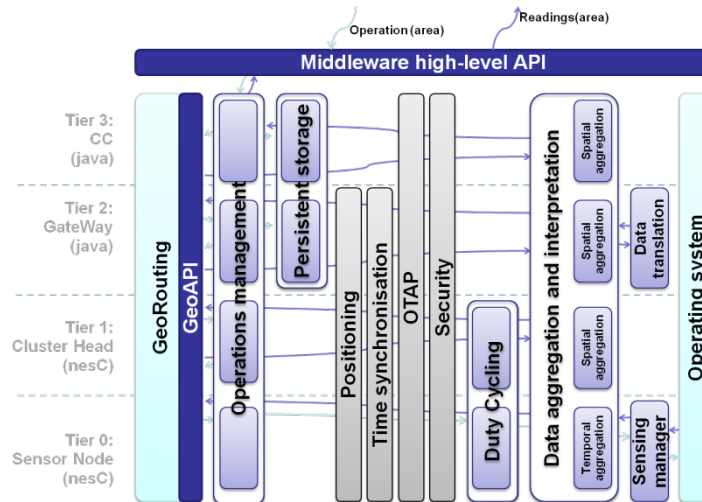 Operation (area)
Readings(area)
Middleware high-level API
Tier 3:
CC
(java)
Tier 2:
GateWay
(java)
Tier 1:
Cluster Head
(nesC)
Tier 0:
Sensor Node
(nesC)
GeoRouting
GeoAPI
Operations management
Persistent storage
Positioning
Time synchronisation
OTAP
Security
Duty Cycling
Data aggregation and interpretation
Spatial
aggregation
Spatial
aggregation
Spatial
aggregation
Temporal
aggregation
Data
translation
Sensing
manager
Operating system